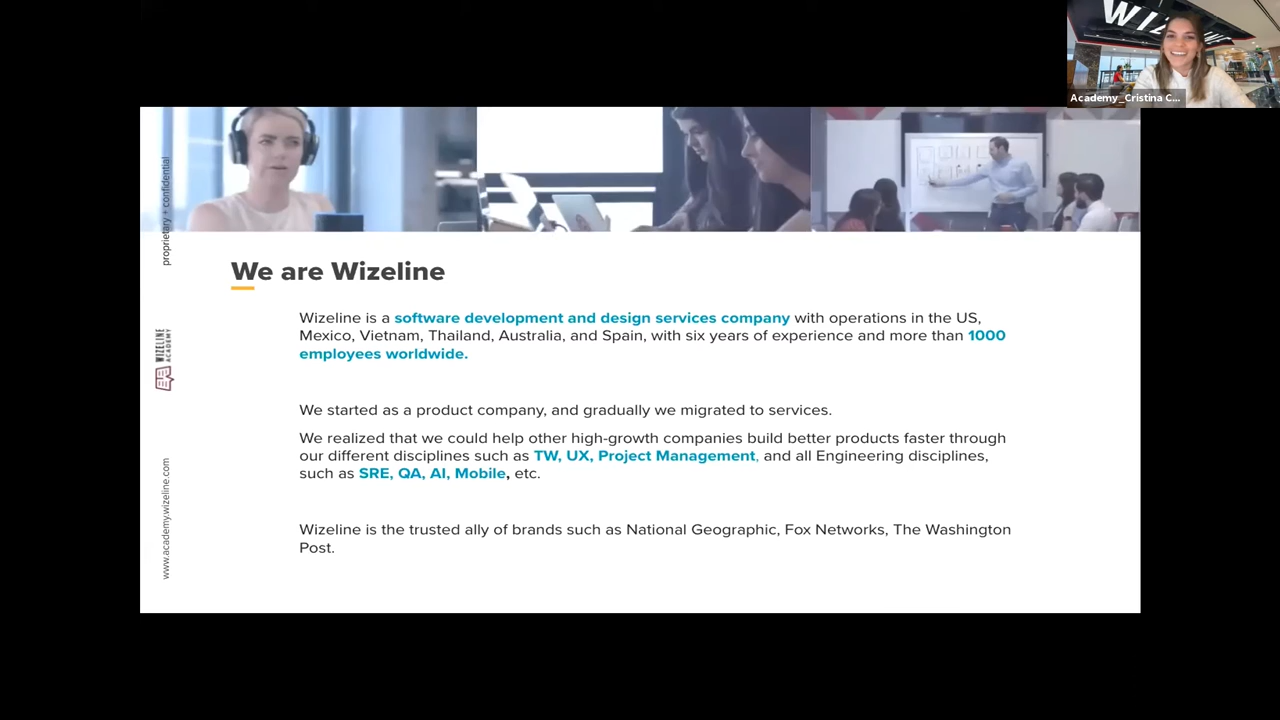 WIZELINE
Academy_Cristina C...
proprietary + confidential
WIZELINE
ACADEMY
www.academy.wizeline.com
We are Wizeline
Wizeline is a software development and design services company with operations in the US,
Mexico, Vietnam, Thailand, Australia, and Spain, with six years of experience and more than 1000
employees worldwide.
We started as a product company, and gradually we migrated to services.
We realized that we could help other high-growth companies build better products faster through
our different disciplines such as TW, UX, Project Management, and all Engineering disciplines,
such as SRE, QA, AI, Mobile, etc.
Wizeline is the trusted ally of brands such as National Geographic, Fox Networks, The Washington
Post.